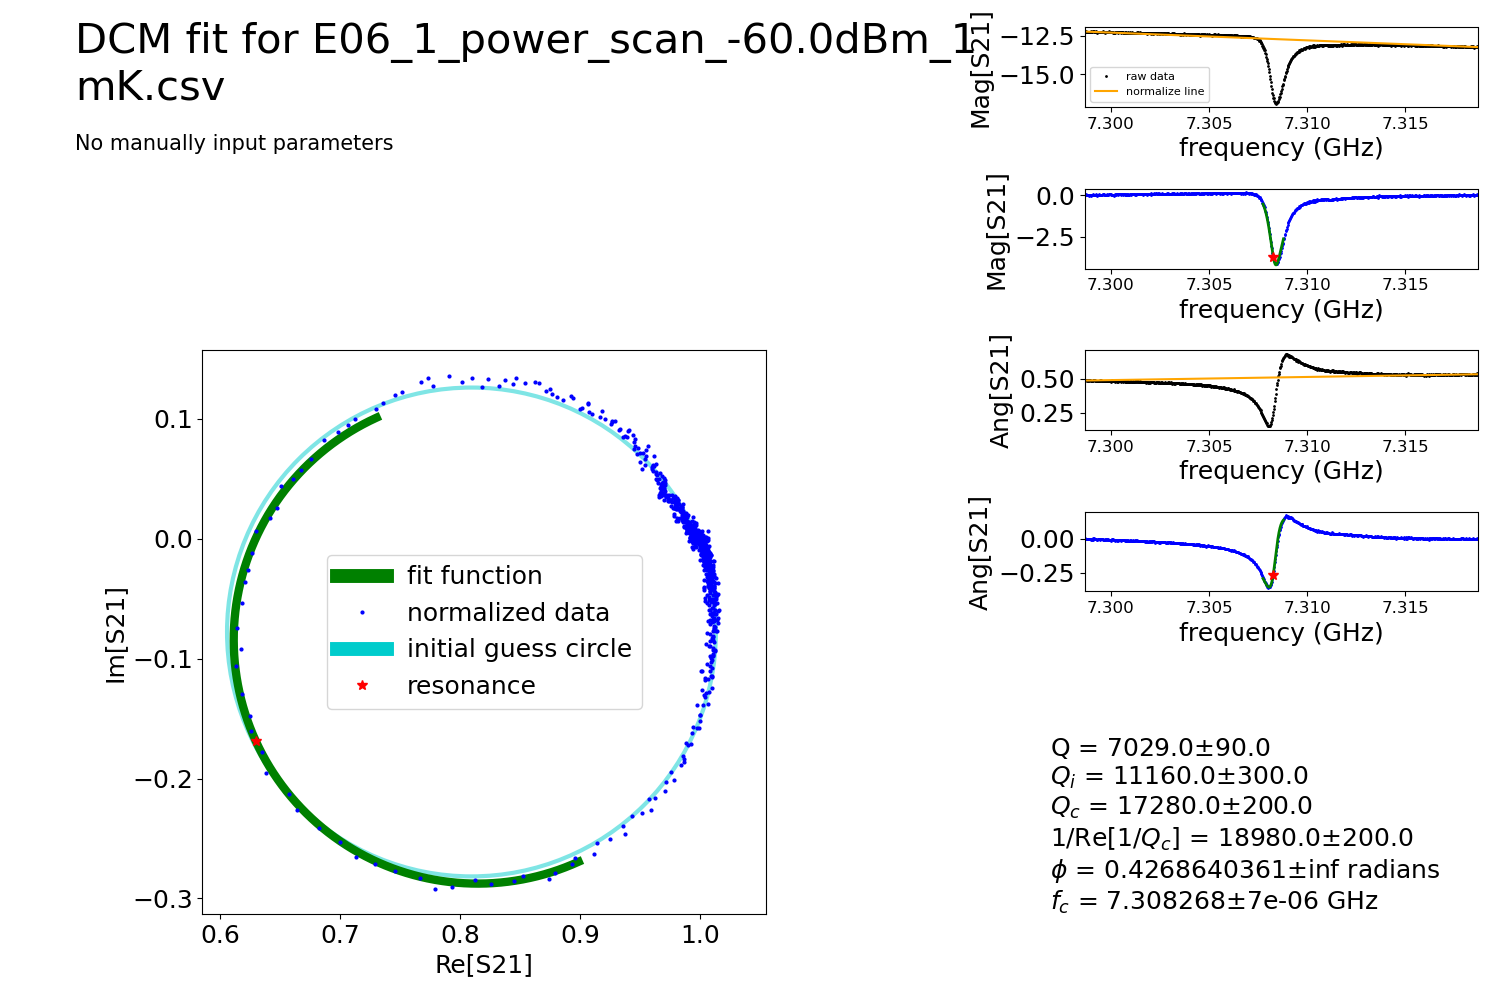 DCM fit for E06_1_power_scan_-60.0dBm_1
mK.csv
No manually input parameters
0.1
0.0
−0.1
−0.2
−0.3
Im[S21]
0.6 0.7 0.8 0.9 1.0
Re[S21]
fit function
normalized data
initial guess circle
resonance
−12.5
−15.0
Mag[S21]
raw data
normalize line
7.300 7.305 7.310 7.315
frequency (GHz)
0.0
−2.5
Mag[S21]
7.300 7.305 7.310 7.315
frequency (GHz)
0.50
0.25
Ang[S21]
7.300 7.305 7.310 7.315
frequency (GHz)
0.00
−0.25
Ang[S21]
7.300 7.305 7.310 7.315
frequency (GHz)
Q = 7029.0±90.0
Qi = 11160.0±300.0
Qc = 17280.0±200.0
1/Re[1/Qc] = 18980.0±200.0
ϕ = 0.4268640361±inf radians
fc = 7.308268±7e-06 GHz